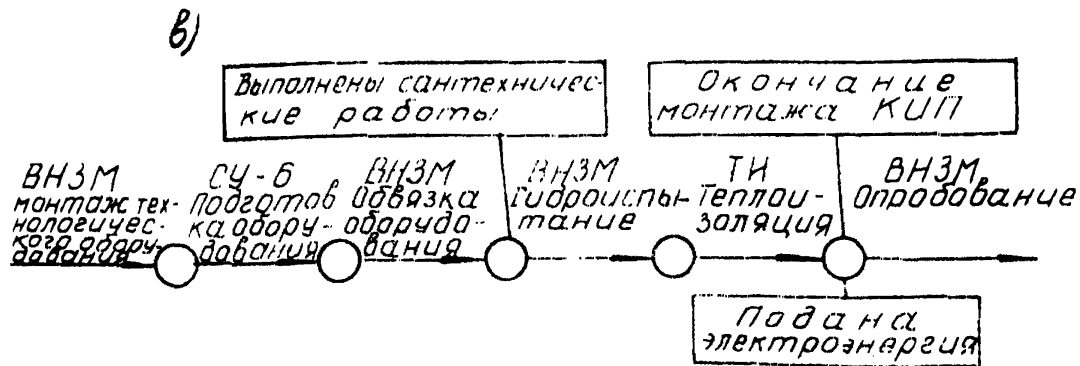 в)
Выполнены сантехничес-
кие работы
Окончание
монтажа КИП
ВНЗМ
монтаж тех-
нологичес-
кого обору-
дования
СУ-6
Подготов
ка обору-
дования
ВНЗМ
Обвязка
оборудо-
вания
ВНЗМ
Гидроиспы-
тание
ТИ
Теплои-
золяция
ВНЗМ
Опробование
Подана
электроэнергия